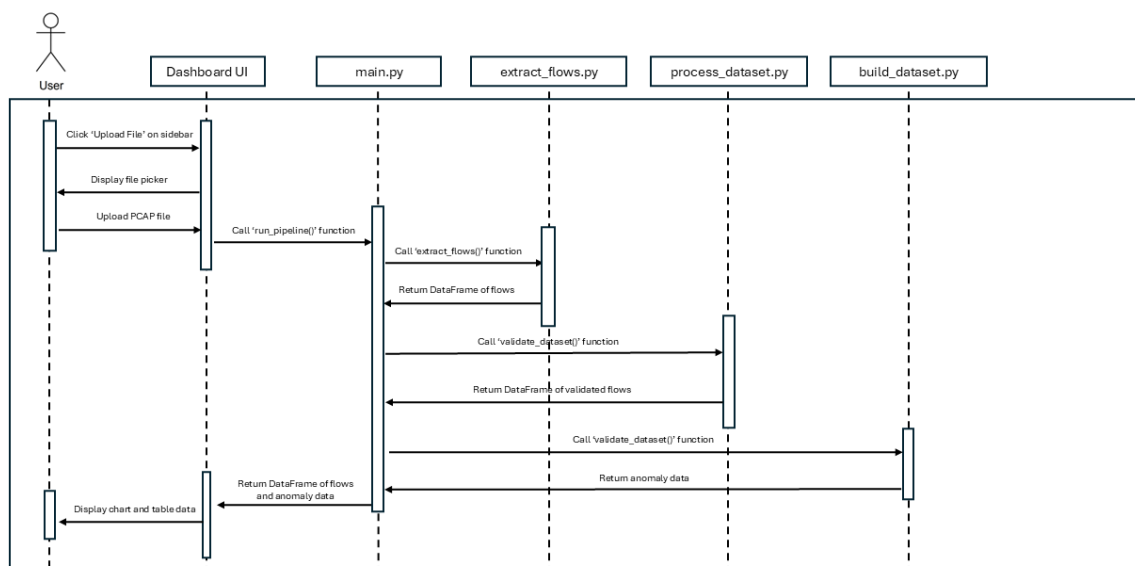 User
Dashboard UI
main.py
extract_flows.py
process_dataset.py
build_dataset.py
Click ‘Upload File’ on sidebar
Display file picker
Upload PCAP file
Call ‘run_pipeline()’ function
Call ‘extract_flows()’ function
Return DataFrame of flows
Call ‘validate_dataset()’ function
Return DataFrame of validated flows
Call ‘validate_dataset()’ function
Return anomaly data
Return DataFrame of flows
and anomaly data
Display chart and table data